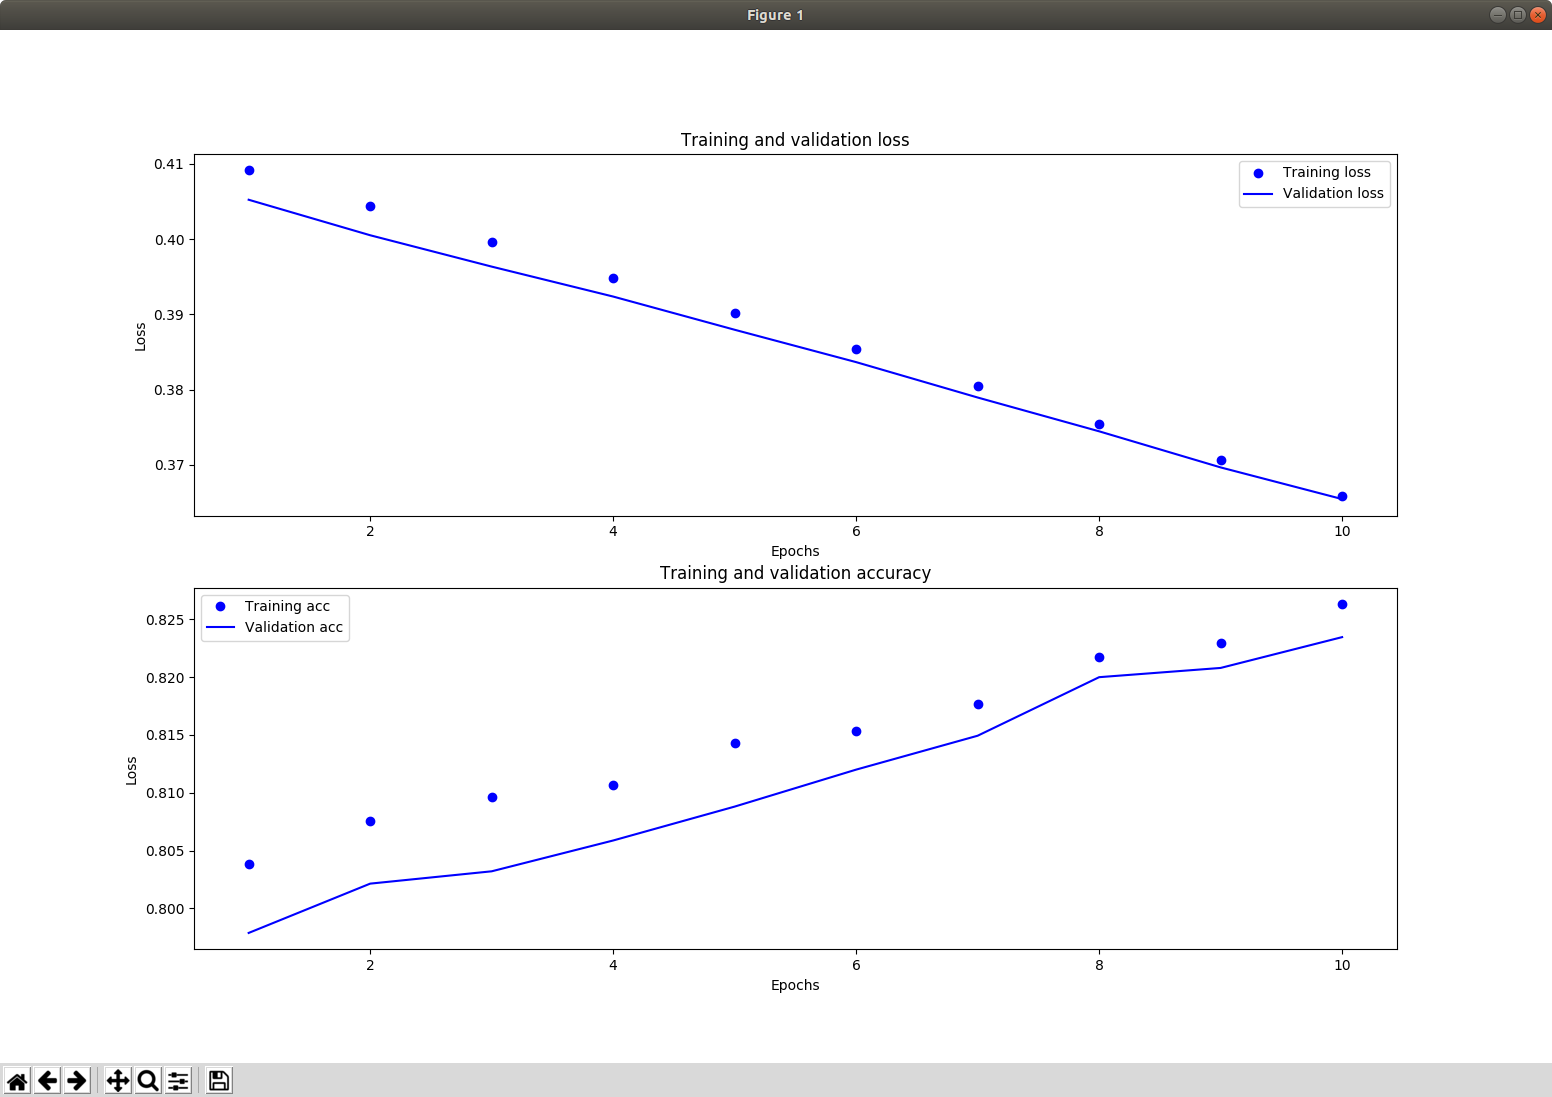 Figure 1
Training and validation loss
Training loss
Validation loss
0.41
0.40
0.39
0.38
0.37
Loss
2 4 6 8 10
Epochs
Training and validation accuracy
Training acc
Validation acc
0.825
0.820
0.815
0.810
0.805
0.800
Loss
2 4 6 8 10
Epochs